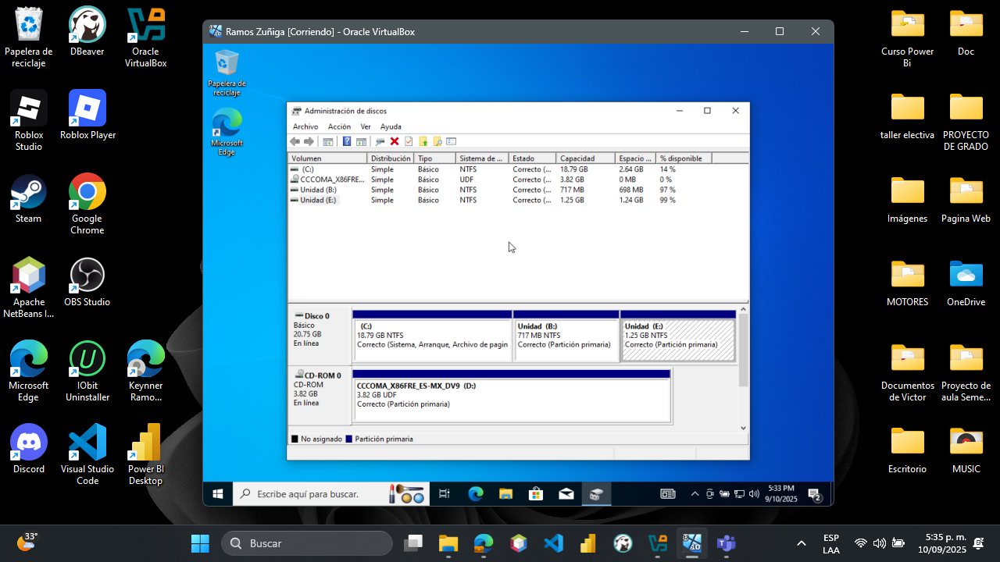 Papelera de
reciclaje
DBeaver
Oracle
VirtualBox
Roblox
Studio
Roblox Player
Steam
Google
Chrome
Apache
NetBeans I...
OBS Studio
Microsoft
Edge
IObit
Uninstaller
Keynner
Ramo...
Discord
Visual Studio
Code
Power BI
Desktop
Ramos Zuñiga [Corriendo] - Oracle VirtualBox
Papelera de
reciclaje
Microsoft
Edge
Administración de discos
Archivo Acción Ver Ayuda
Volumen Distribución Tipo Sistema de ... Estado Capacidad Espacio ... % disponible
(C:) Simple Básico NTFS Correcto (... 18.79 GB 2.64 GB 14 %
CCCOMA_X86FRE... Simple Básico UDF Correcto (... 3.82 GB 0 MB 0 %
Unidad (B:) Simple Básico NTFS Correcto (... 717 MB 698 MB 97 %
Unidad (E:) Simple Básico NTFS Correcto (... 1.25 GB 1.24 GB 99 %
Disco 0
Básico
20.75 GB
En línea
(C:)
18.79 GB NTFS
Correcto (Sistema, Arranque, Archivo de pagin
Unidad (B:)
717 MB NTFS
Correcto (Partición primaria)
Unidad (E:)
1.25 GB NTFS
Correcto (Partición primaria)
CD-ROM 0
CD-ROM
3.82 GB
En línea
CCCOMA_X86FRE_ES-MX_DV9 (D:)
3.82 GB UDF
Correcto (Partición primaria)
No asignado Partición primaria
Escribe aquí para buscar.
5:33 PM
9/10/2025
2
Curso Power
Bi
Doc
taller electiva
PROYECTO
DE GRADO
Imágenes
Pagina Web
MOTORES
OneDrive
Documentos
de Victor
Proyecto de
aula Seme...
Escritorio
MUSIC
33°
Buscar
10
ESP
LAA
5:35 p. m.
10/09/2025